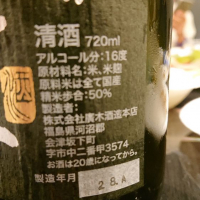 清酒 720ml
アルコール分:16度
原材料名:米、米麹
原料米は全て国産
精米歩合:50%
製造者
株式会社廣木酒造本店
福島県河沼郡
会津坂下町
字市中二番甲3574
お酒は20歳になってから。
製造年月 28.4